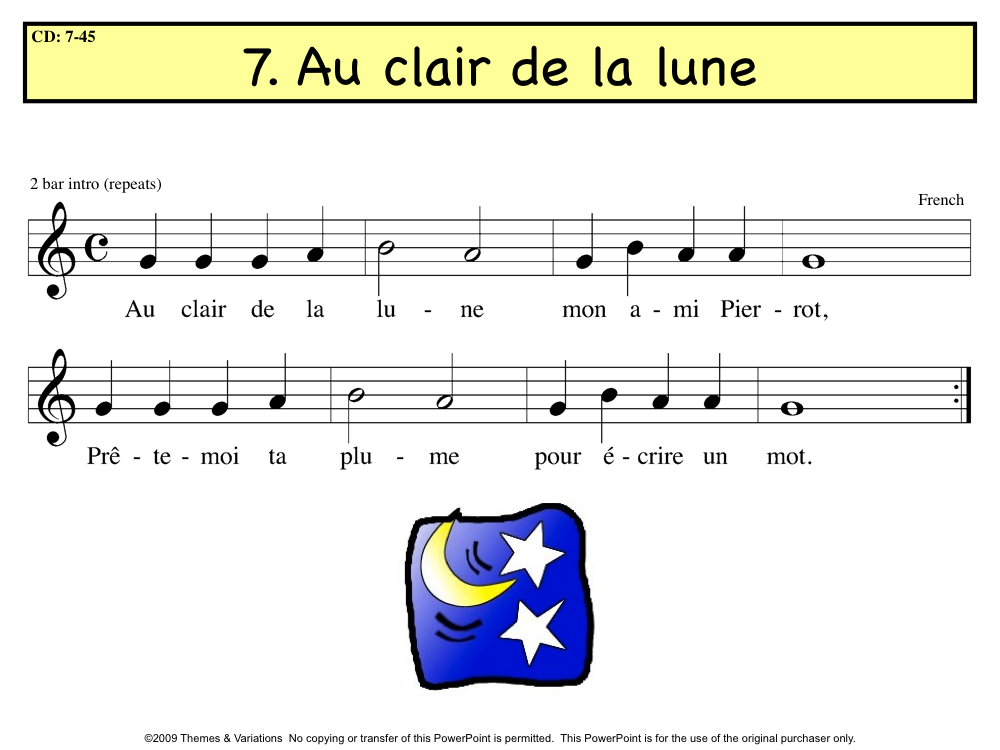 CD: 7-45
7. Au clair de la lune
2 bar intro (repeats)
French
Au clair de la lu - ne mon a - mi Pier - rot,
Prê - te - moi ta plu - me pour é - crire un mot.
©2009 Themes & Variations  No copying or transfer of this PowerPoint is permitted.  This PowerPoint is for the use of the original purchaser only.